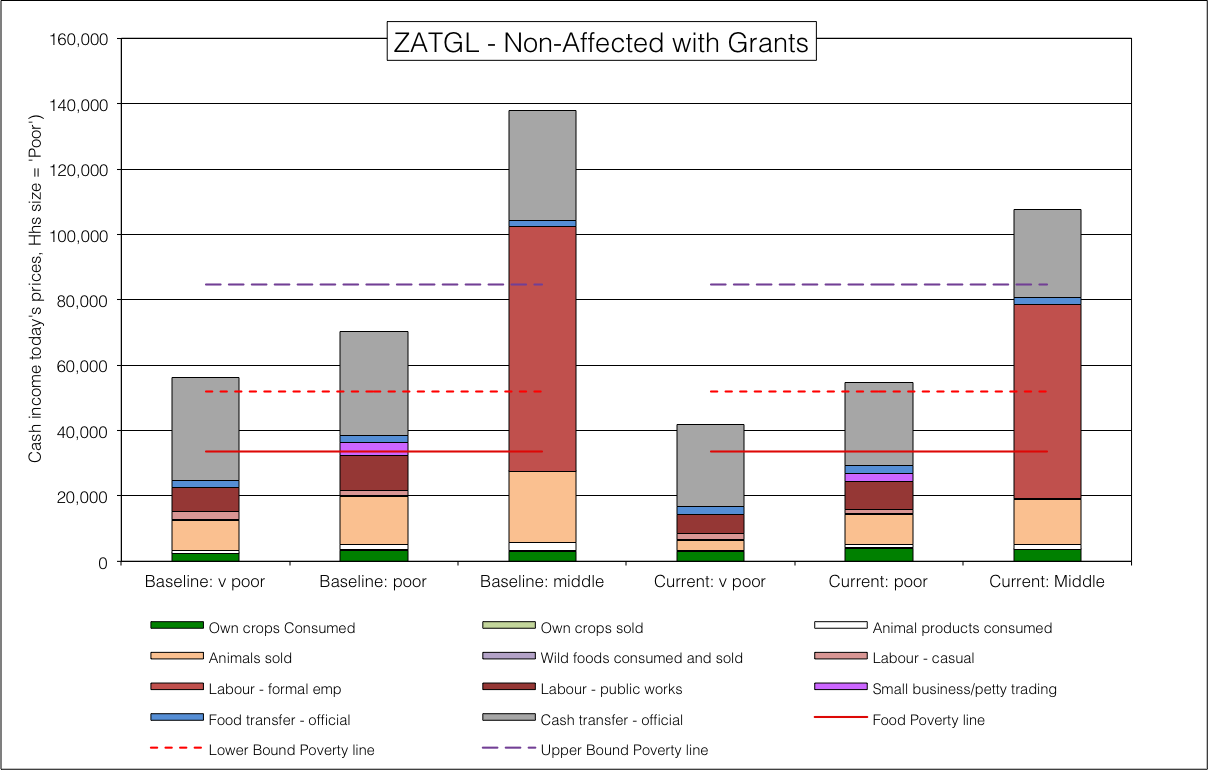 ZATGL - Non-Affected with Grants
Cash income today's prices, Hhs size = 'Poor')
160,000
140,000
120,000
100,000
80,000
60,000
40,000
20,000
0
Baseline: v poor Baseline: poor Baseline: middle Current: v poor Current: poor Current: Middle
Own crops Consumed Own crops sold Animal products consumed
Animals sold Wild foods consumed and sold Labour - casual
Labour - formal emp Labour - public works Small business/petty trading
Food transfer - official Cash transfer - official Food Poverty line
Lower Bound Poverty line Upper Bound Poverty line